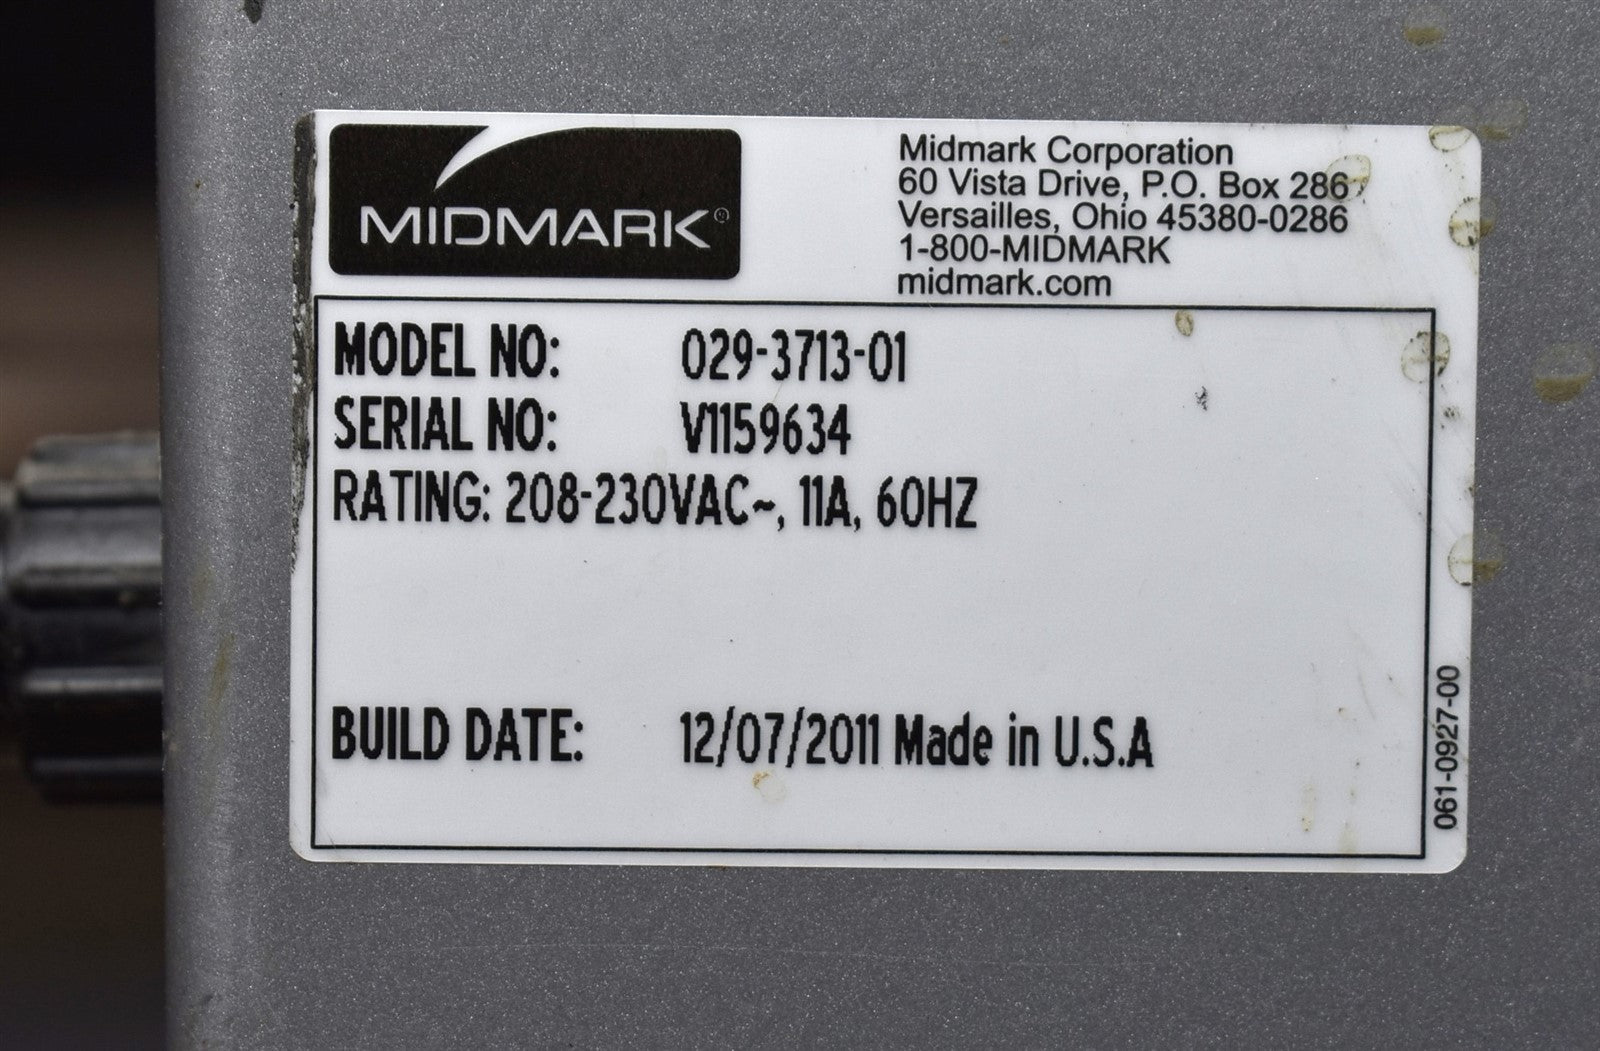 MIDMARK®
Midmark Corporation
60 Vista Drive, P.O. Box 286
Versailles, Ohio 45380-0286
1-800-MIDMARK
midmark.com
MODEL NO: 029-3713-01
SERIAL NO: V1159634
RATING: 208-230VAC~, 11A, 60HZ
BUILD DATE: 12/07/2011 Made in U.S.A
061-0927-00